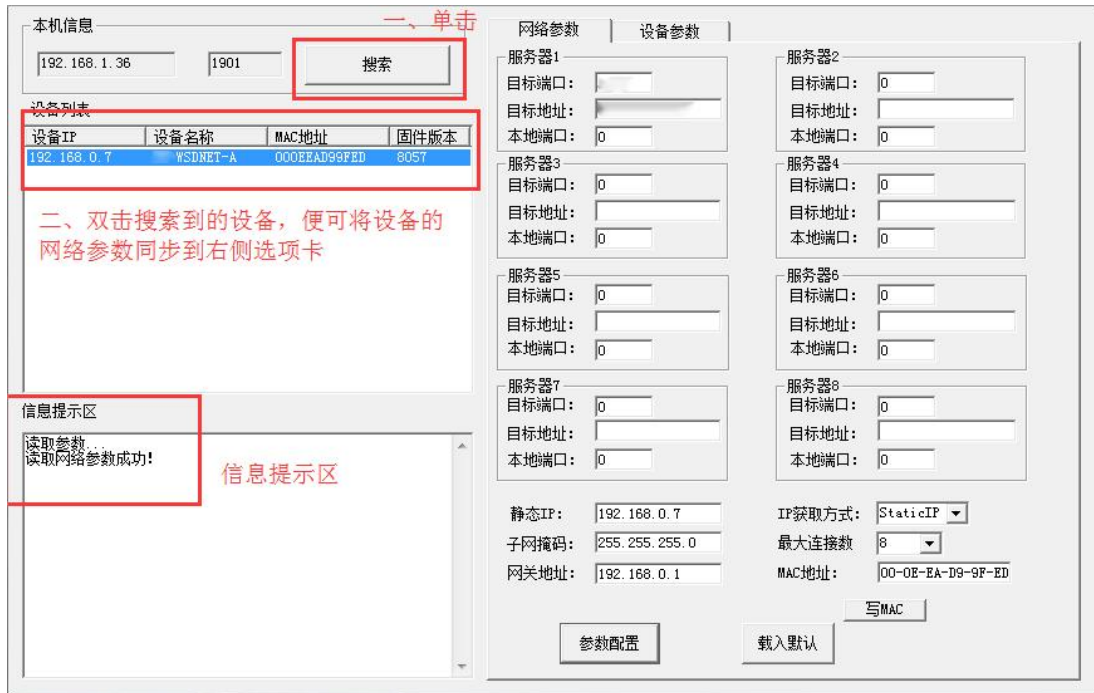 本机信息
一、单击
192.168.1.36
1901
搜索
设备列表
设备IP 设备名称 MAC地址 固件版本
192.168.0.7 WSDNET-A 000EEAD99FED 8057
二、双击搜索到的设备，便可将设备的
网络参数同步到右侧选项卡
信息提示区
读取参数...
读取网络参数成功!
信息提示区
网络参数 设备参数
服务器1
目标端口:
目标地址:
本地端口: 0
服务器2
目标端口: 0
目标地址:
本地端口: 0
服务器3
目标端口: 0
目标地址:
本地端口: 0
服务器4
目标端口: 0
目标地址:
本地端口: 0
服务器5
目标端口: 0
目标地址:
本地端口: 0
服务器6
目标端口: 0
目标地址:
本地端口: 0
服务器7
目标端口: 0
目标地址:
本地端口: 0
服务器8
目标端口: 0
目标地址:
本地端口: 0
静态IP: 192.168.0.7
IP获取方式: StaticIP
子网掩码: 255.255.255.0
最大连接数 8
网关地址: 192.168.0.1
MAC地址: 00-0E-EA-D9-9F-ED
写MAC
参数配置
载入默认